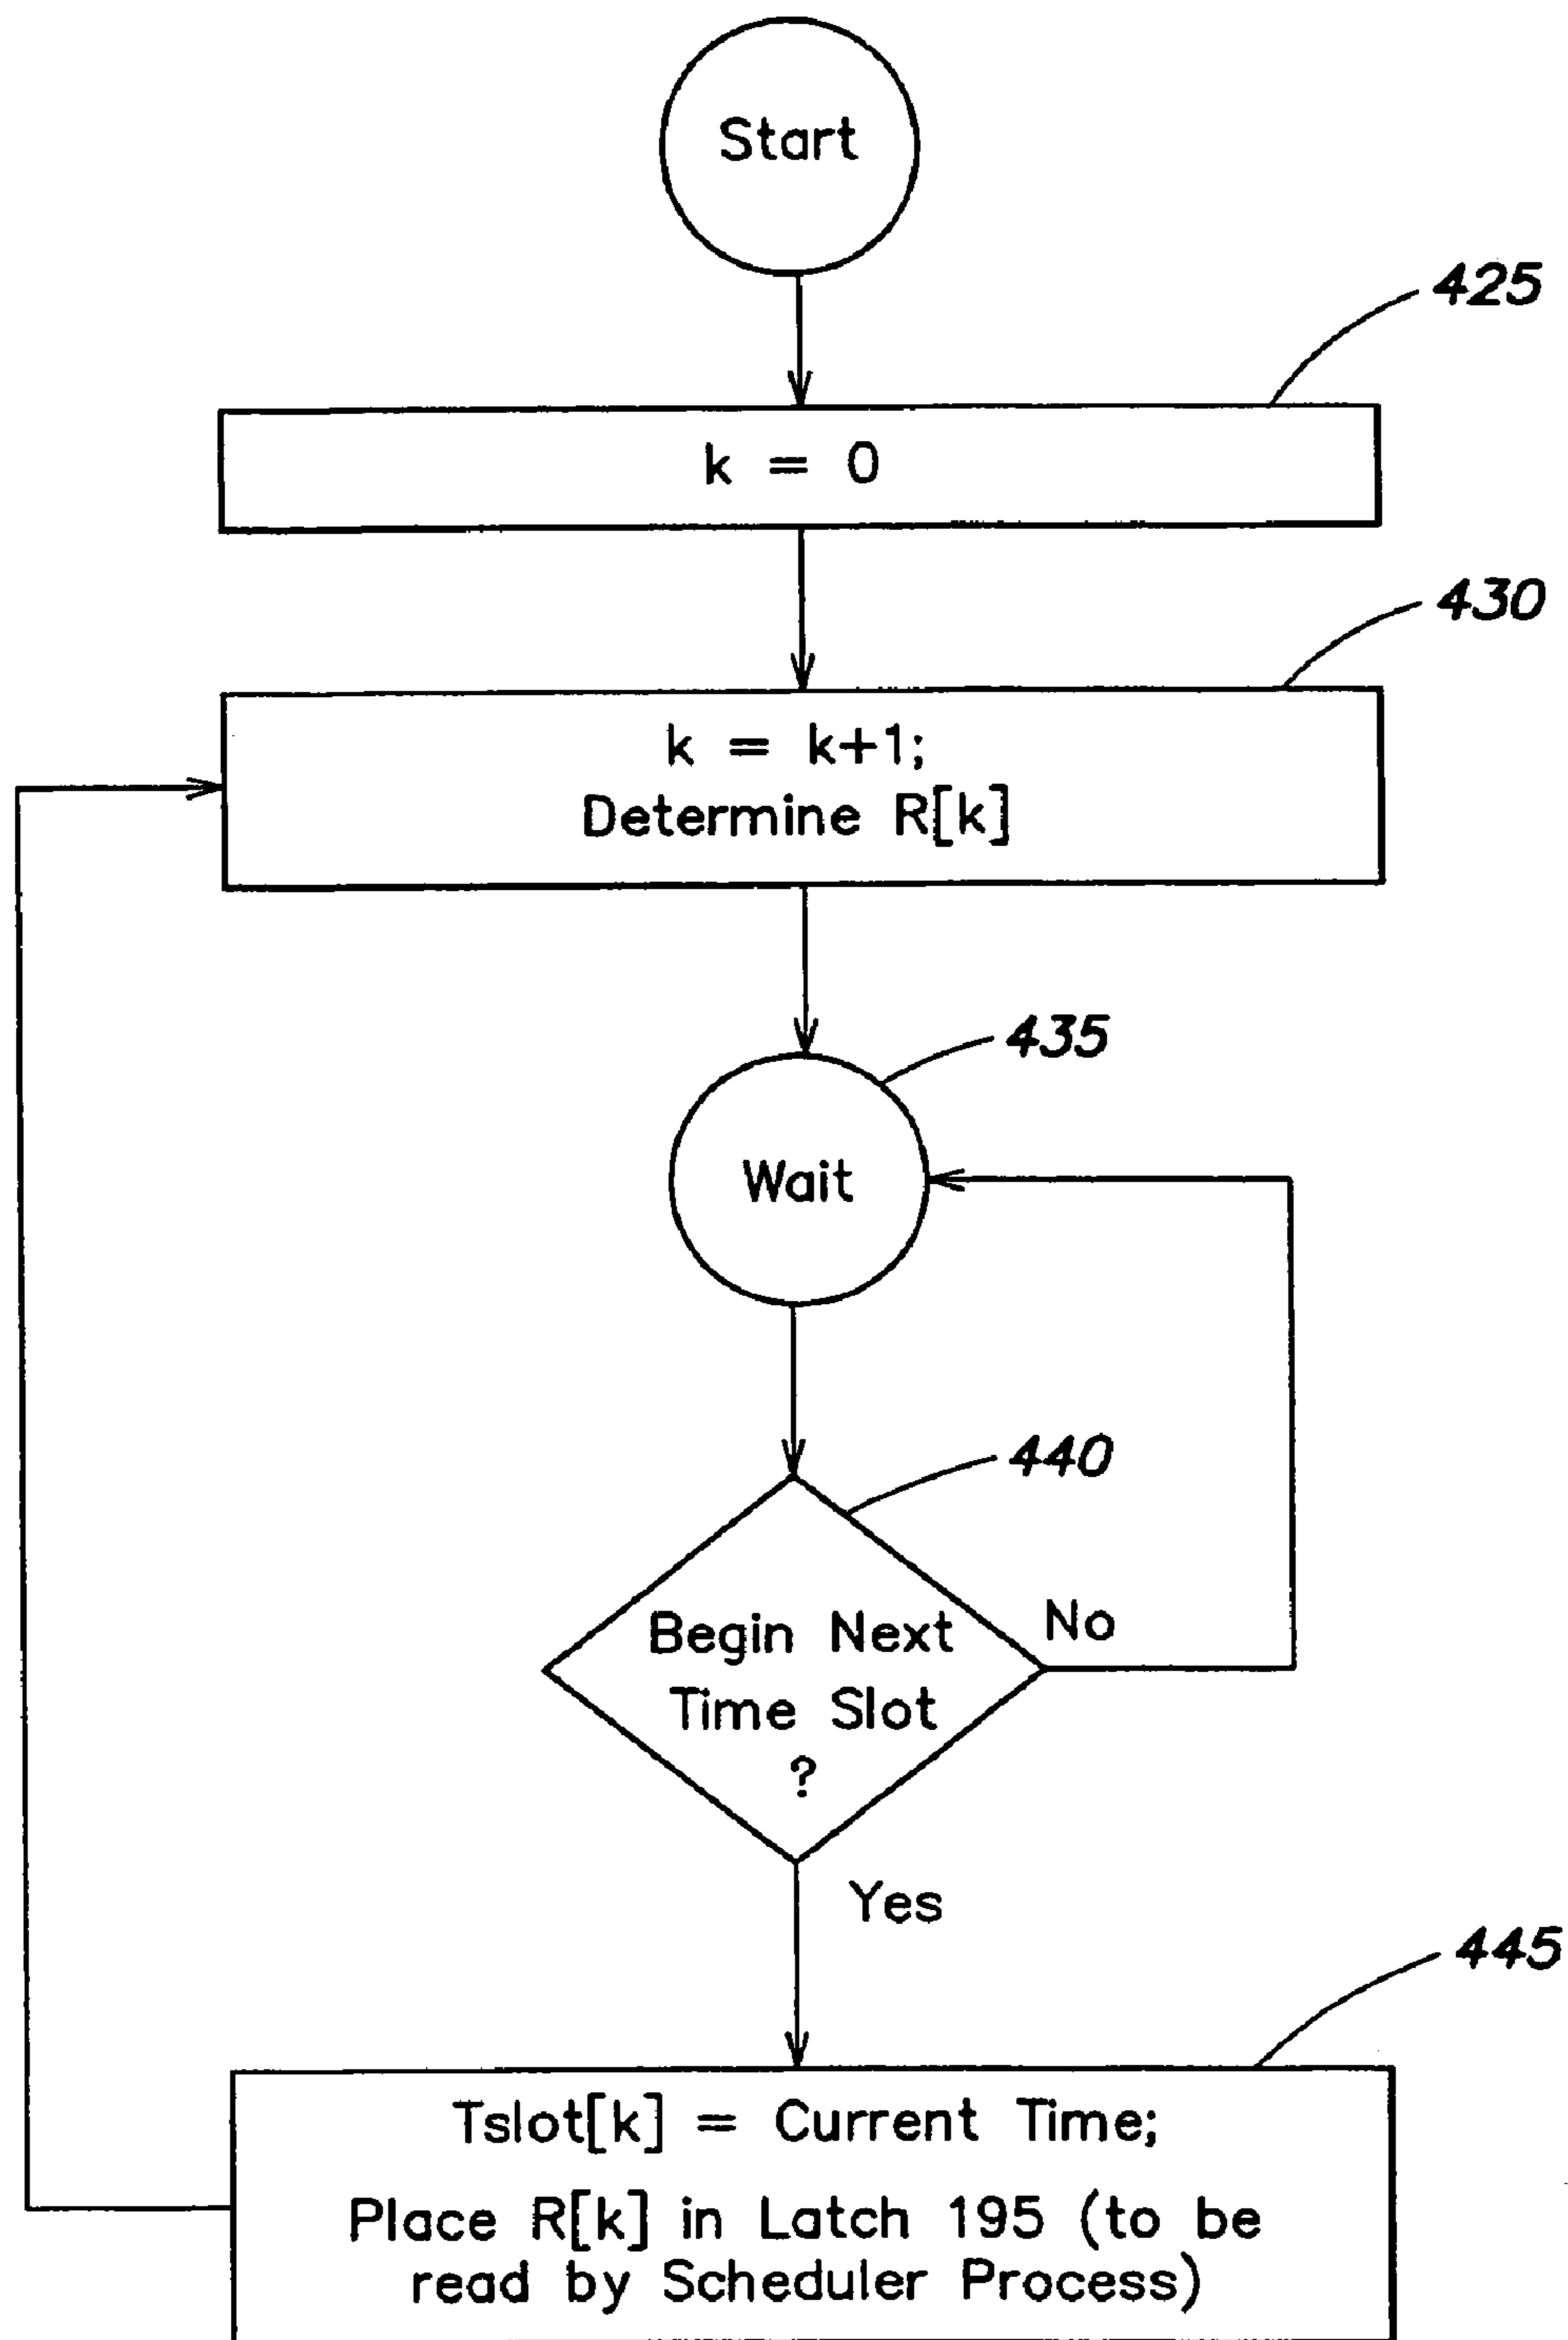 Start
425
k = 0
430
k = k+1;
Determine R[k]
435
Wait
440
Begin Next
Time Slot
?
No
Yes
445
Tslot[k] = Current Time;
Place R[k] in Latch 195 (to be
read by Scheduler Process)